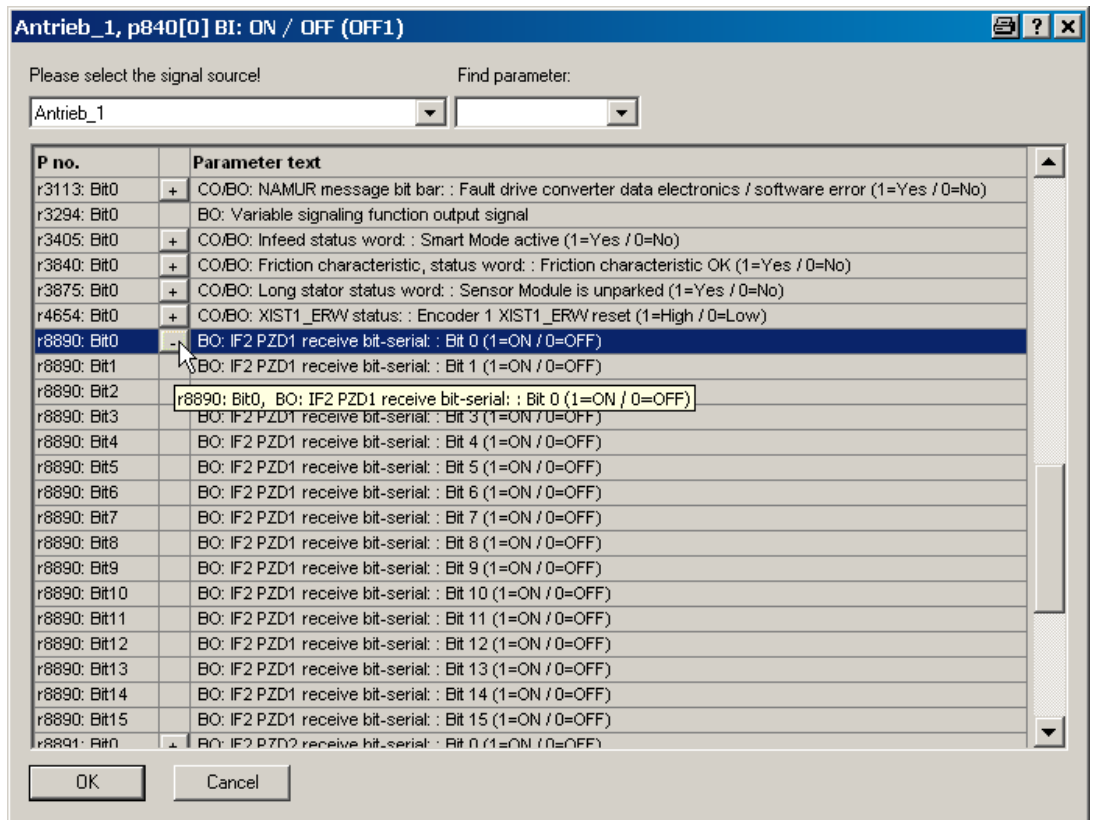 Antrieb_1, p840[0] BI: ON / OFF (OFF1)
Please select the signal source! Find parameter:
Antrieb_1
P no. Parameter text
r3113: Bit0 + CO/BO: NAMUR message bit bar: : Fault drive converter data electronics / software error (1=Yes / 0=No)
r3294: Bit0 BO: Variable signaling function output signal
r3405: Bit0 + CO/BO: Infeed status word: : Smart Mode active (1=Yes / 0=No)
r3840: Bit0 + CO/BO: Friction characteristic, status word: : Friction characteristic OK (1=Yes / 0=No)
r3875: Bit0 + CO/BO: Long stator status word: : Sensor Module is unparked (1=Yes / 0=No)
r4654: Bit0 + CO/BO: XIST1_ERW status: : Encoder 1 XIST1_ERW reset (1=High / 0=Low)
r8890: Bit0 - BO: IF2 PZD1 receive bit-serial: : Bit 0 (1=ON / 0=OFF)
r8890: Bit1 BO: IF2 PZD1 receive bit-serial: : Bit 1 (1=ON / 0=OFF)
r8890: Bit2
r8890: Bit0, BO: IF2 PZD1 receive bit-serial: : Bit 0 (1=ON / 0=OFF)
r8890: Bit3 BO: IF2 PZD1 receive bit-serial: : Bit 3 (1=ON / 0=OFF)
r8890: Bit4 BO: IF2 PZD1 receive bit-serial: : Bit 4 (1=ON / 0=OFF)
r8890: Bit5 BO: IF2 PZD1 receive bit-serial: : Bit 5 (1=ON / 0=OFF)
r8890: Bit6 BO: IF2 PZD1 receive bit-serial: : Bit 6 (1=ON / 0=OFF)
r8890: Bit7 BO: IF2 PZD1 receive bit-serial: : Bit 7 (1=ON / 0=OFF)
r8890: Bit8 BO: IF2 PZD1 receive bit-serial: : Bit 8 (1=ON / 0=OFF)
r8890: Bit9 BO: IF2 PZD1 receive bit-serial: : Bit 9 (1=ON / 0=OFF)
r8890: Bit10 BO: IF2 PZD1 receive bit-serial: : Bit 10 (1=ON / 0=OFF)
r8890: Bit11 BO: IF2 PZD1 receive bit-serial: : Bit 11 (1=ON / 0=OFF)
r8890: Bit12 BO: IF2 PZD1 receive bit-serial: : Bit 12 (1=ON / 0=OFF)
r8890: Bit13 BO: IF2 PZD1 receive bit-serial: : Bit 13 (1=ON / 0=OFF)
r8890: Bit14 BO: IF2 PZD1 receive bit-serial: : Bit 14 (1=ON / 0=OFF)
r8890: Bit15 BO: IF2 PZD1 receive bit-serial: : Bit 15 (1=ON / 0=OFF)
r8891: Bit0 + BO: IF2 PZD2 receive bit-serial: : Bit 0 (1=ON / 0=OFF)
OK Cancel